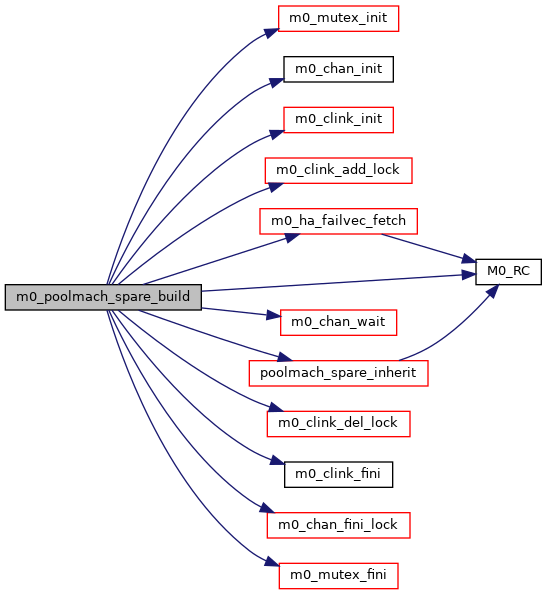 m0_mutex_init
m0_chan_init
m0_clink_init
m0_clink_add_lock
m0_ha_failvec_fetch
M0_RC
m0_poolmach_spare_build
m0_chan_wait
poolmach_spare_inherit
m0_clink_del_lock
m0_clink_fini
m0_chan_fini_lock
m0_mutex_fini